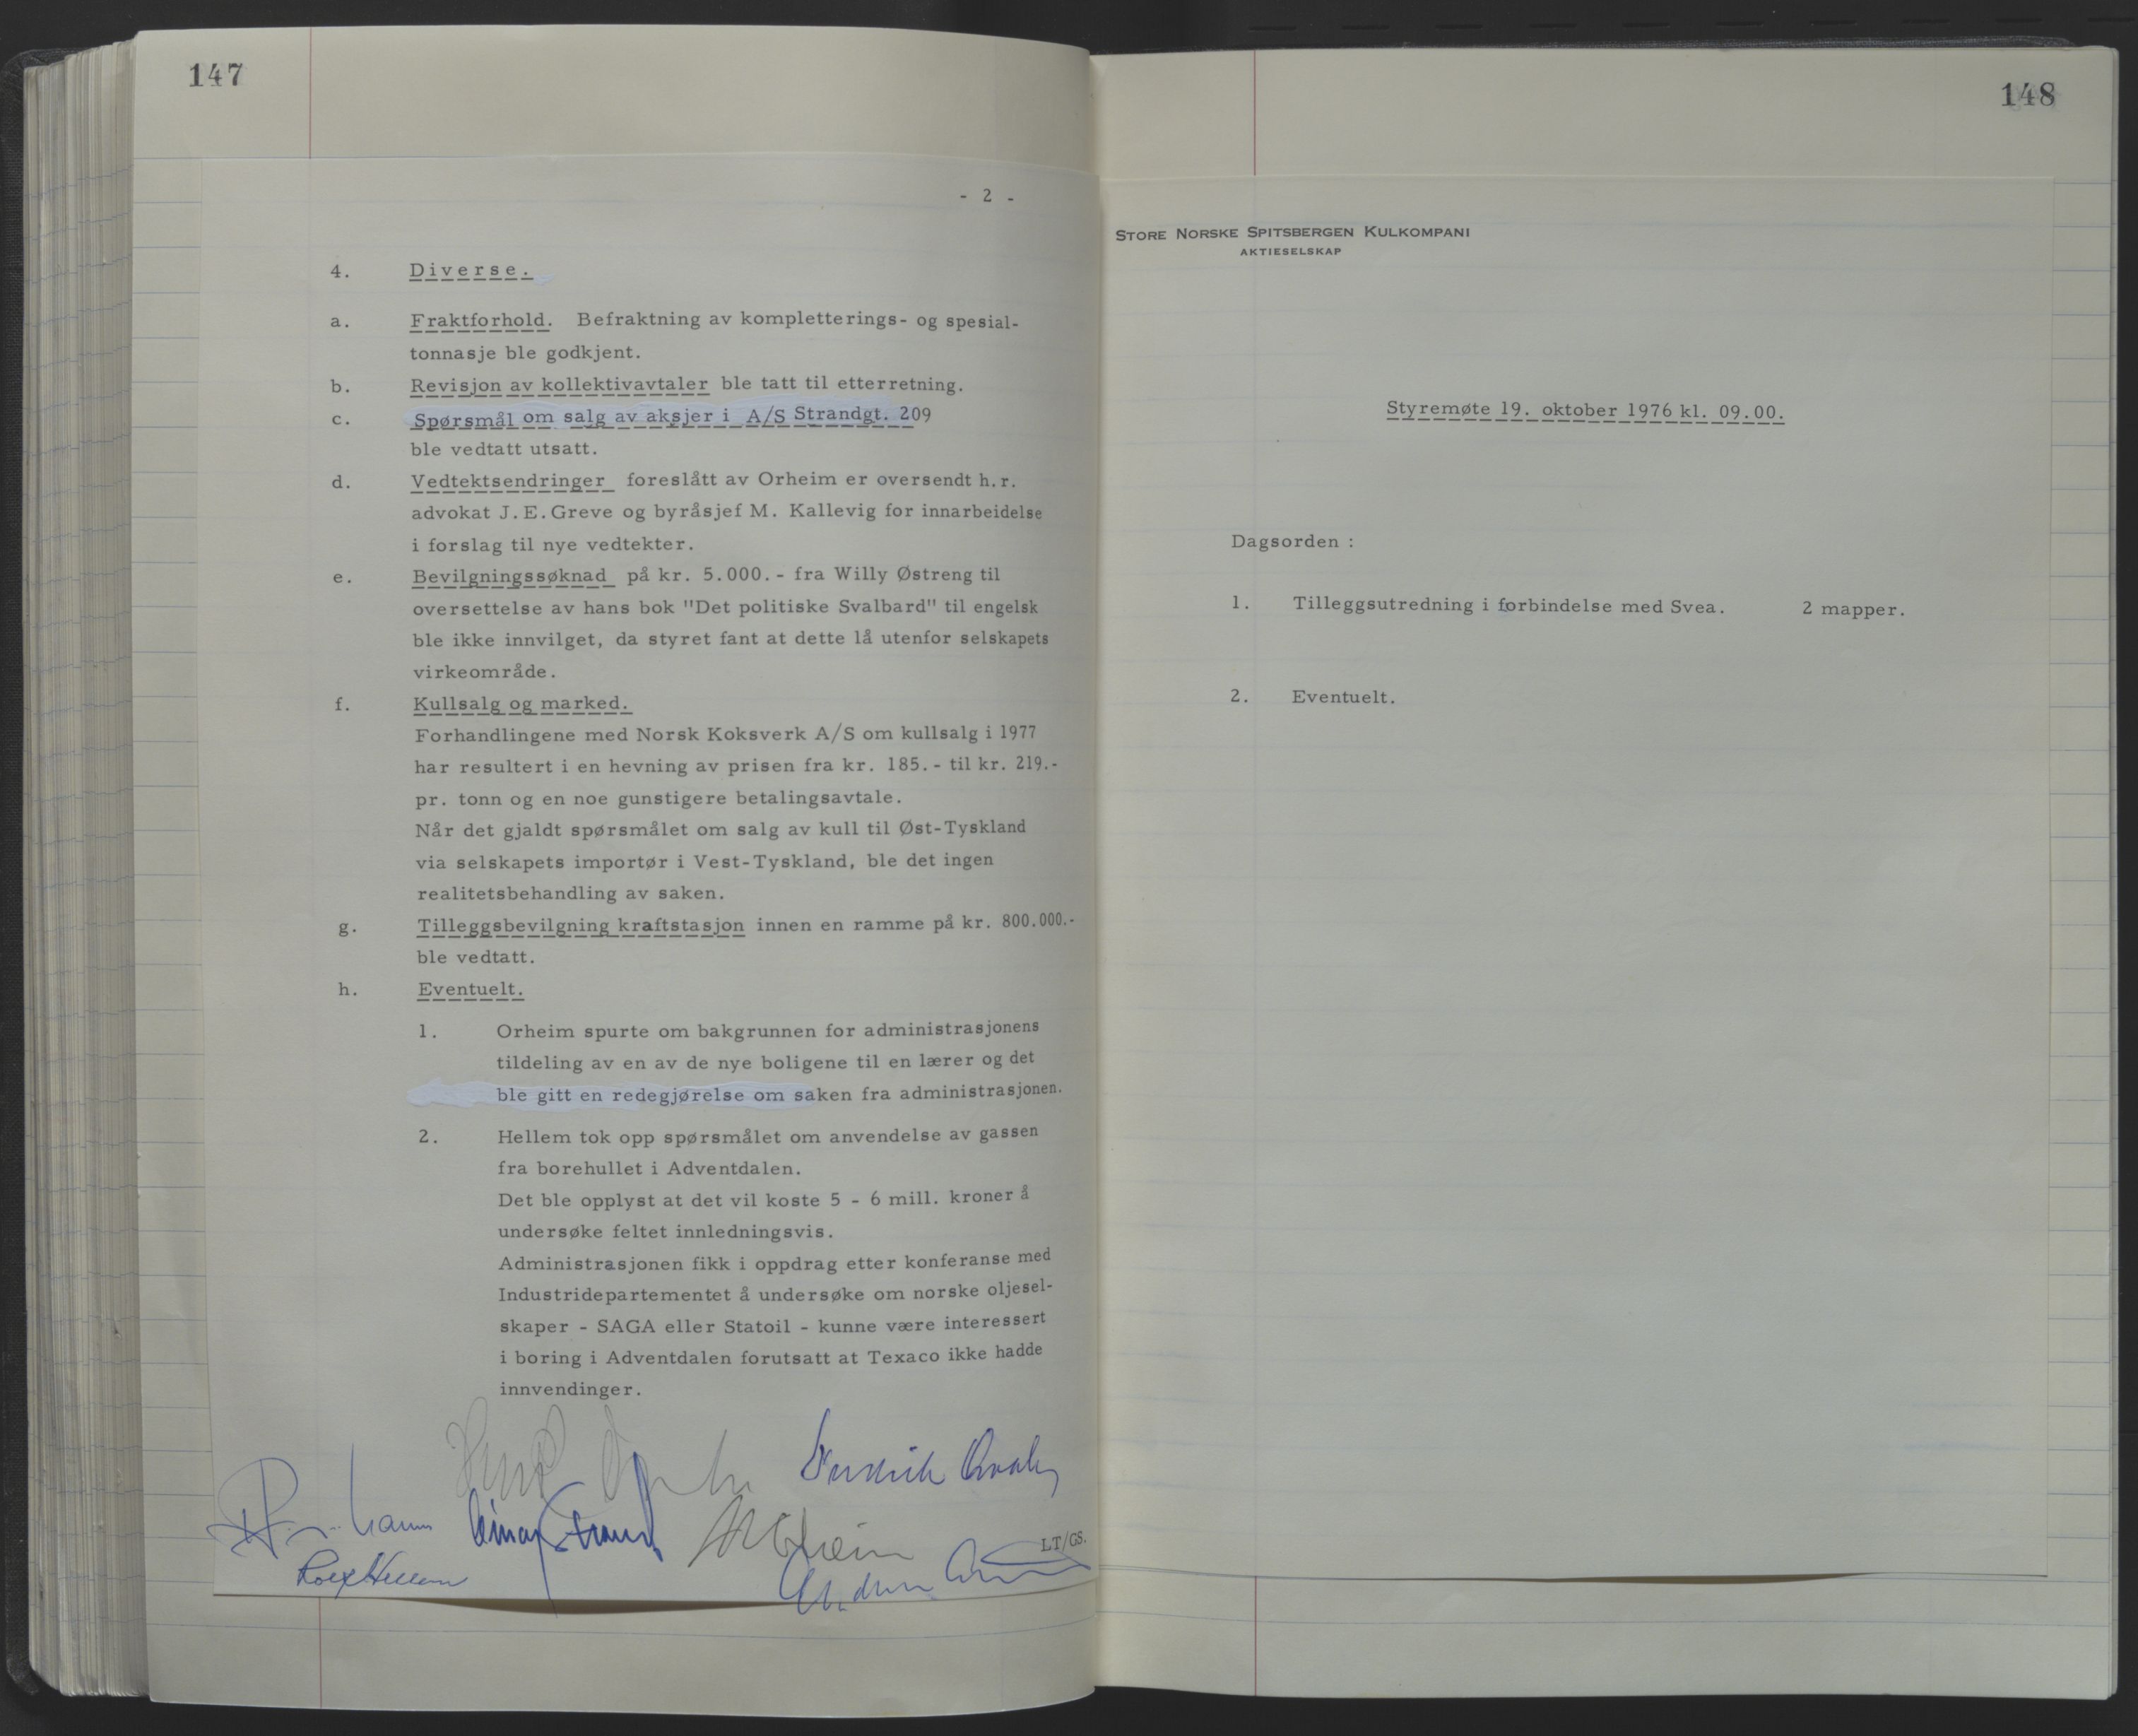 147
- 2 -
4. Diverse.
a. Fraktforhold. Befraktning av kompletterings- og spesial-
tonnasje ble godkjent.
b. Revisjon av kollektivavtaler ble tatt til etterretning.
c. Spørsmål om salg av aksjer i A/S Strandgt. 209
ble vedtatt utsatt.
d. Vedtektsendringer foreslått av Orheim er oversendt h.r.
advokat J.E.Greve og byråsjef M. Kallevig for innarbeidelse
i forslag til nye vedtekter.
e. Bevilgningssøknad på kr. 5.000.- fra Willy Østreng til
oversettelse av hans bok "Det politiske Svalbard" til engelsk
ble ikke innvilget, da styret fant at dette lå utenfor selskapets
virkeområde.
f. Kullsalg og marked.
Forhandlingene med Norsk Koksverk A/S om kullsalg i 1977
har resultert i en hevning av prisen fra kr. 185.- til kr. 219.-
pr. tonn og en noe gunstigere betalingsavtale.
Når det gjaldt spørsmålet om salg av kull til Øst-Tyskland
via selskapets importør i Vest-Tyskland, ble det ingen
realitetsbehandling av saken.
g. Tilleggsbevilgning kraftstasjon innen en ramme på kr. 800.000.-
ble vedtatt.
h. Eventuelt.
1. Orheim spurte om bakgrunnen for administrasjonens
tildeling av en av de nye boligene til en lærer og det
ble gitt en redegjørelse om saken fra administrasjonen.
2. Hellem tok opp spørsmålet om anvendelse av gassen
fra borehullet i Adventdalen.
Det ble opplyst at det vil koste 5 - 6 mill. kroner å
undersøke feltet innledningsvis.
Administrasjonen fikk i oppdrag etter konferanse med
Industridepartementet å undersøke om norske oljesel-
skaper - SAGA eller Statoil - kunne være interessert
i boring i Adventdalen forutsatt at Texaco ikke hadde
innvendinger.
LT/GS.
148
STORE NORSKE SPITSBERGEN KULKOMPANI
AKTIESELSKAP
Styremøte 19. oktober 1976 kl. 09.00.
Dagsorden :
1. Tilleggsutredning i forbindelse med Svea. 2 mapper.
2. Eventuelt.